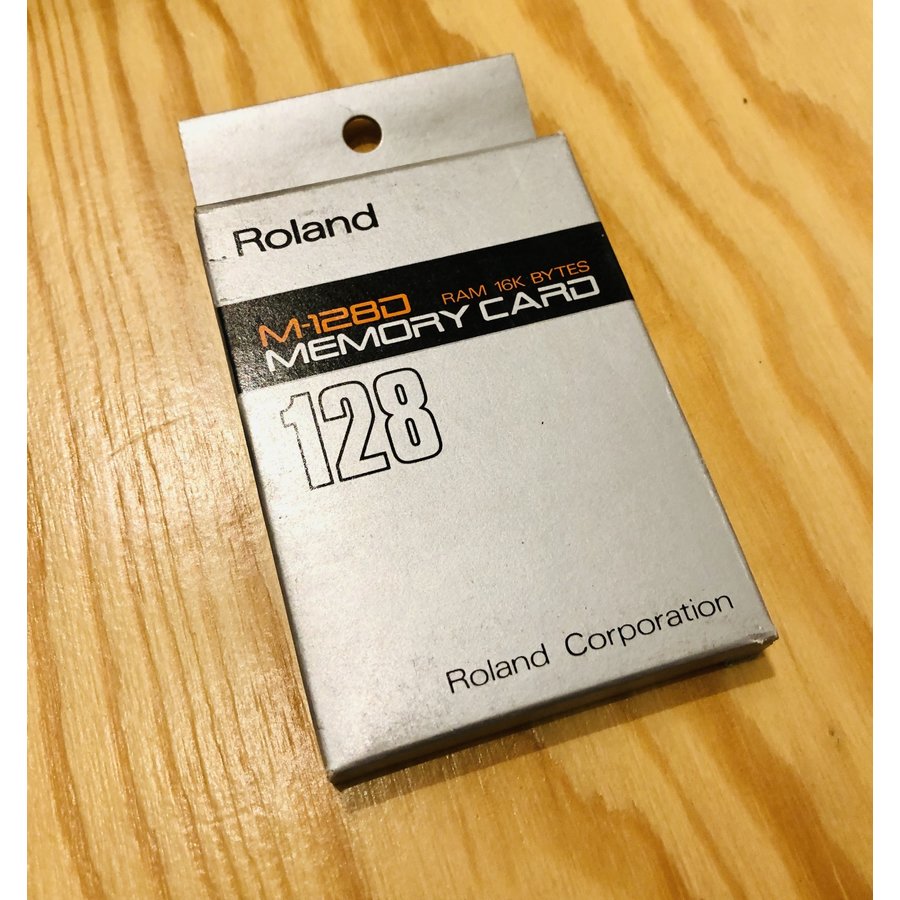 Roland
M-128D RAM 16K BYTES
MEMORY CARD
128
Roland Corporation